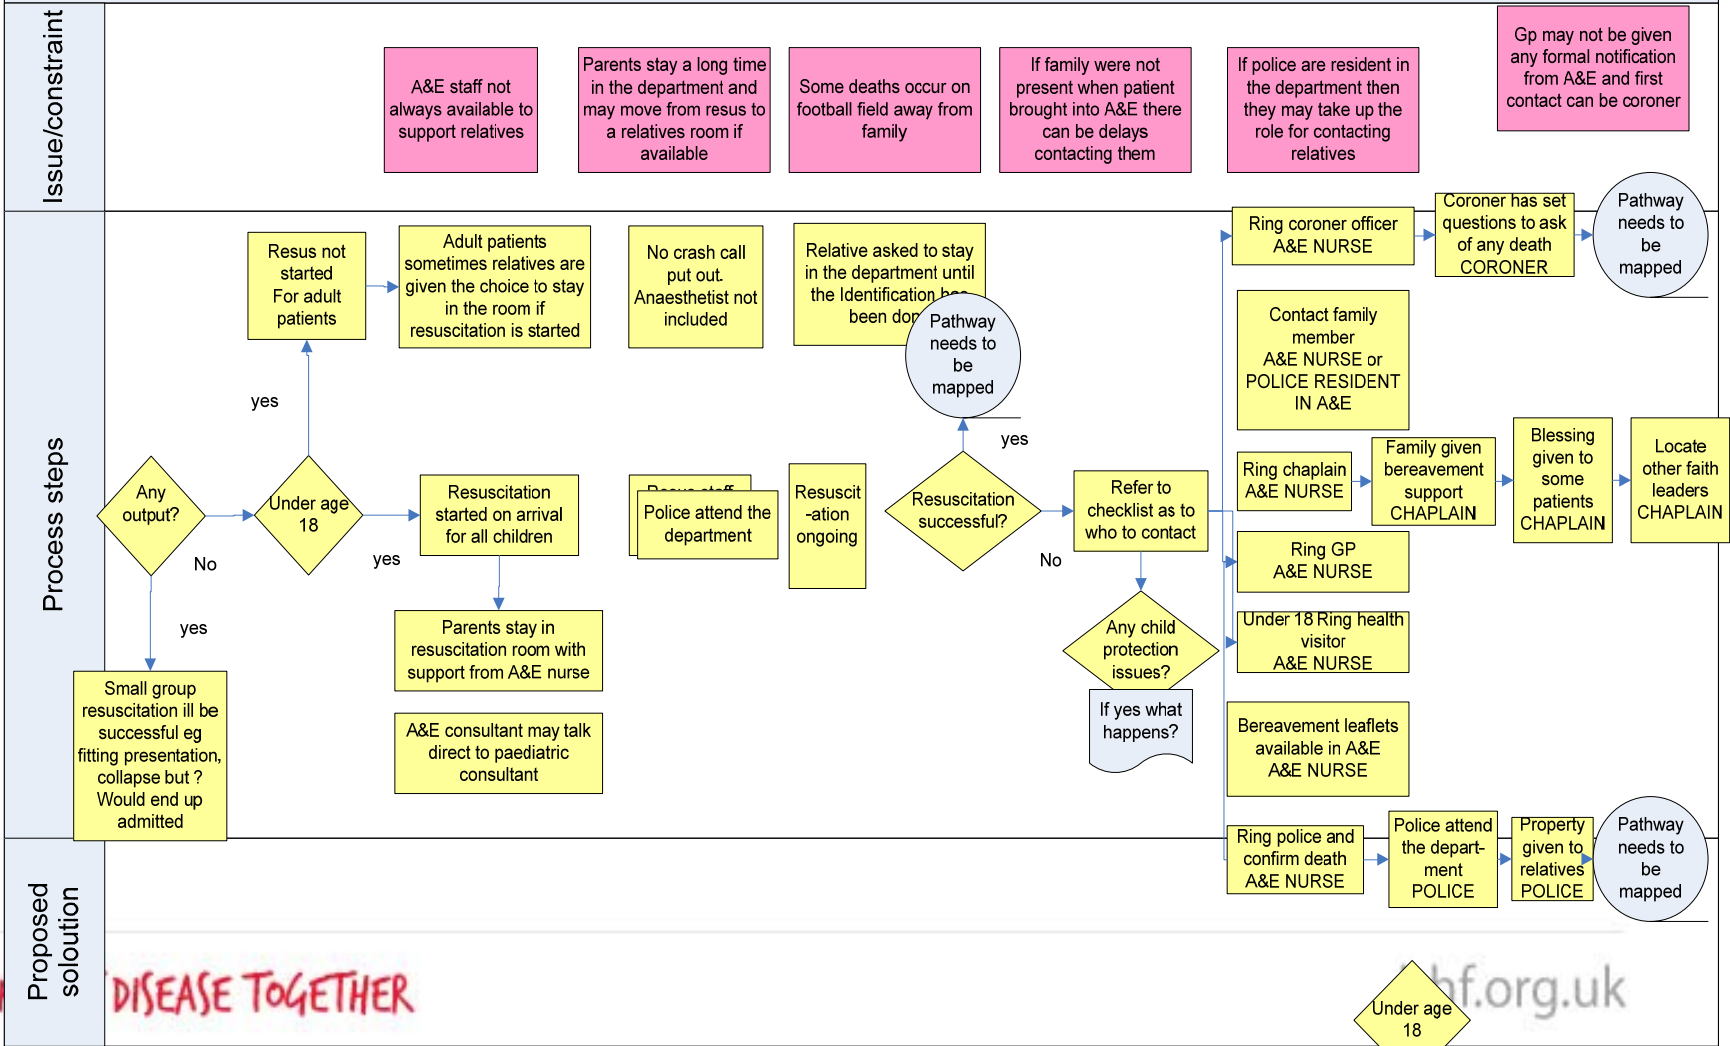 Issue/constraint
A&E staff not
always available to
support relatives
Parents stay a long time
in the department and
may move from resus to
a relatives room if
available
Some deaths occur on
football field away from
family
If family were not
present when patient
brought into A&E there
can be delays
contacting them
If police are resident in
the department then
they may take up the
role for contacting
relatives
Gp may not be given
any formal notification
from A&E and first
contact can be coroner
Process steps
Resus not
started
For adult
patients
Adult patients
sometimes relatives are
given the choice to stay
in the room if
resuscitation is started
No crash call
put out.
Anaesthetist not
included
Relative asked to stay
in the department until
the Identification has
been done
Pathway
needs to
be
mapped
Ring coroner officer
A&E NURSE
Coroner has set
questions to ask
of any death
CORONER
Pathway
needs to
be
mapped
Contact family
member
A&E NURSE or
POLICE RESIDENT
IN A&E
yes
yes
Any
output?
Under age
18
Resuscitation
started on arrival
for all children
Resus staff
Police attend the
department
Resuscit
-ation
ongoing
Resuscitation
successful?
Refer to
checklist as to
who to contact
Ring chaplain
A&E NURSE
Family given
bereavement
support
CHAPLAIN
Blessing
given to
some
patients
CHAPLAIN
Locate
other faith
leaders
CHAPLAIN
No
yes
No
Ring GP
A&E NURSE
yes
Parents stay in
resuscitation room with
support from A&E nurse
Any child
protection
issues?
Under 18 Ring health
visitor
A&E NURSE
Small group
resuscitation ill be
successful eg
fitting presentation,
collapse but ?
Would end up
admitted
A&E consultant may talk
direct to paediatric
consultant
If yes what
happens?
Bereavement leaflets
available in A&E
A&E NURSE
Ring police and
confirm death
A&E NURSE
Police attend
the depart-
ment
POLICE
Property
given to
relatives
POLICE
Pathway
needs to
be
mapped
Proposed
soloution
DISEASE TOGETHER
Under age
18
hf.org.uk